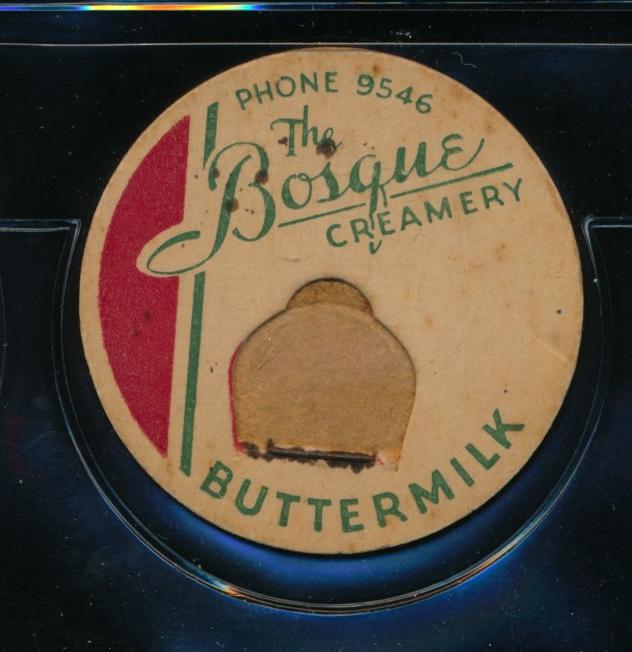 PHONE 9546
The
Bosque
CREAMERY
BUTTERMILK